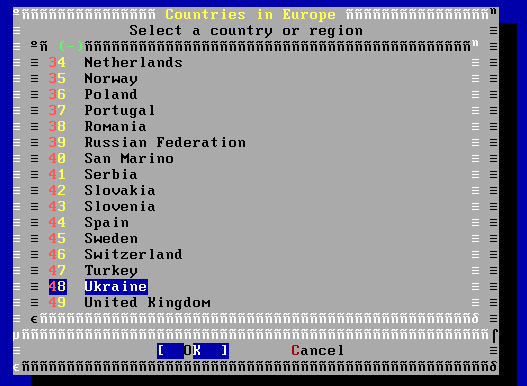 Countries in Europe
Select a country or region
(-)
34 Netherlands
35 Norway
36 Poland
37 Portugal
38 Romania
39 Russian Federation
40 San Marino
41 Serbia
42 Slovakia
43 Slovenia
44 Spain
45 Sweden
46 Switzerland
47 Turkey
48 Ukraine
49 United Kingdom
[ OK ] Cancel